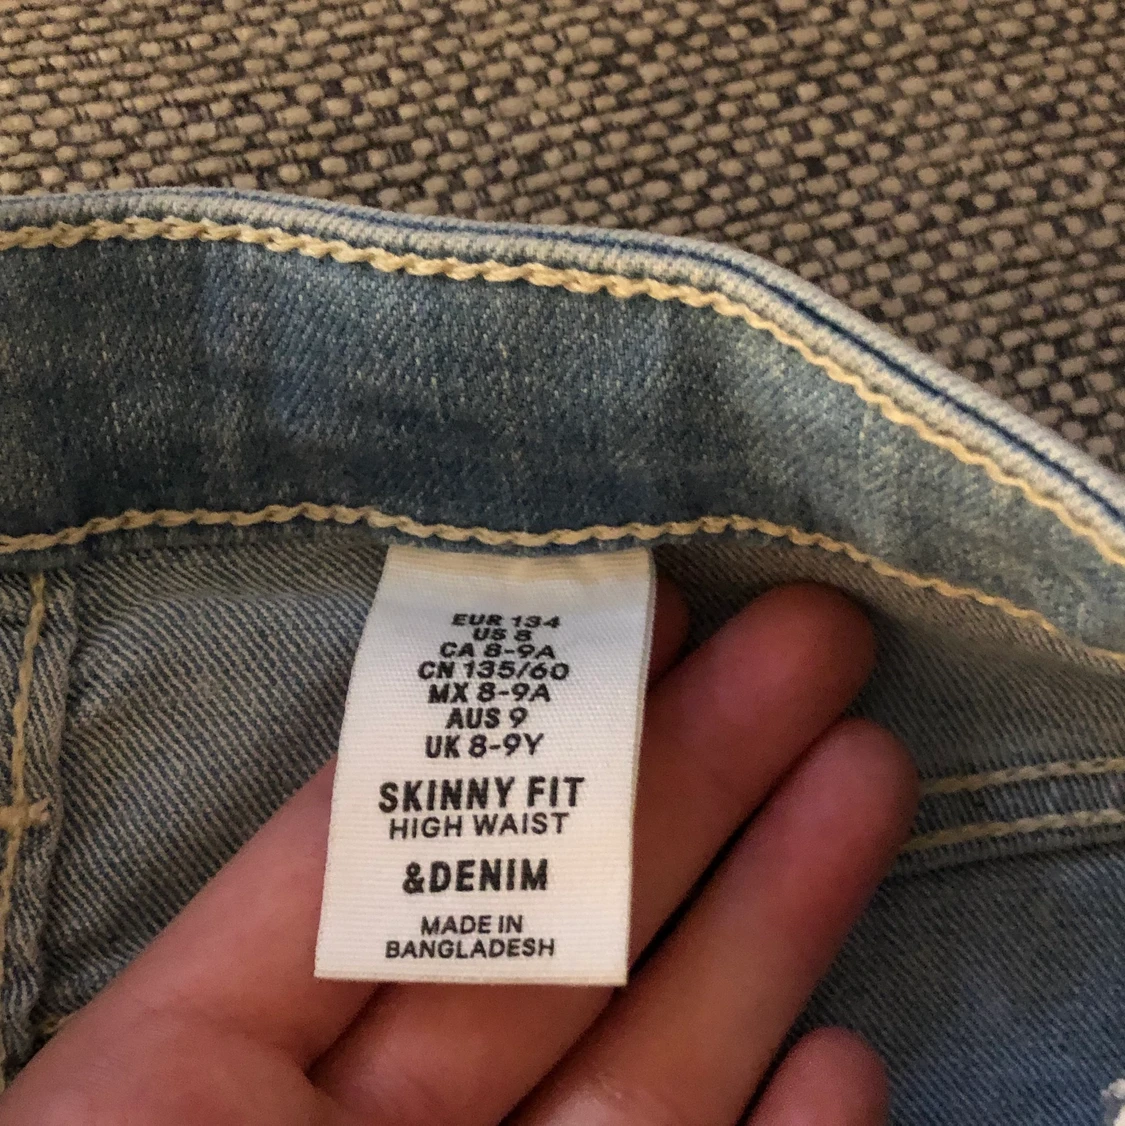 EUR 134
US 8
CA 8-9A
CN 135/60
MX 8-9A
AUS 9
UK 8-9Y
SKINNY FIT
HIGH WAIST
&DENIM
MADE IN
BANGLADESH